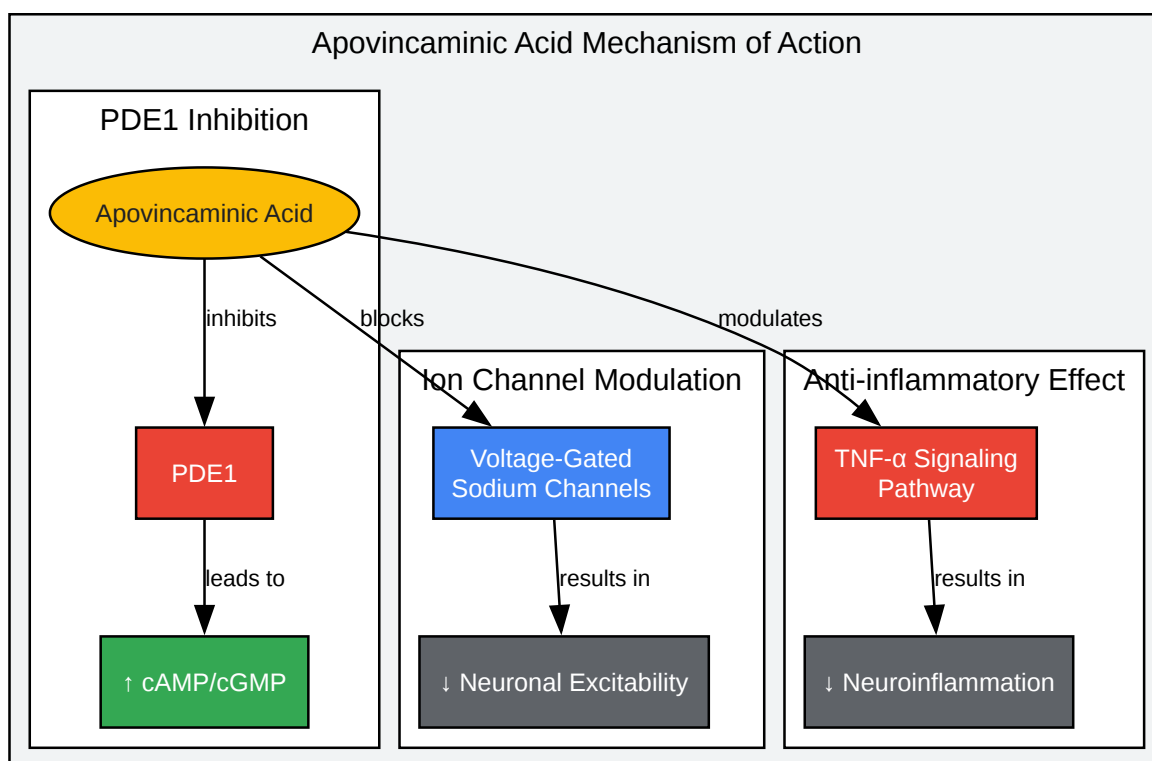 Apovincaminic Acid Mechanism of Action
PDE1 Inhibition
Apovincaminic Acid
inhibits
blocks
modulates
Ion Channel Modulation
Anti-inflammatory Effect
PDE1
Voltage-Gated
Sodium Channels
TNF-α Signaling
Pathway
leads to
results in
results in
↑ cAMP/cGMP
↓ Neuronal Excitability
↓ Neuroinflammation